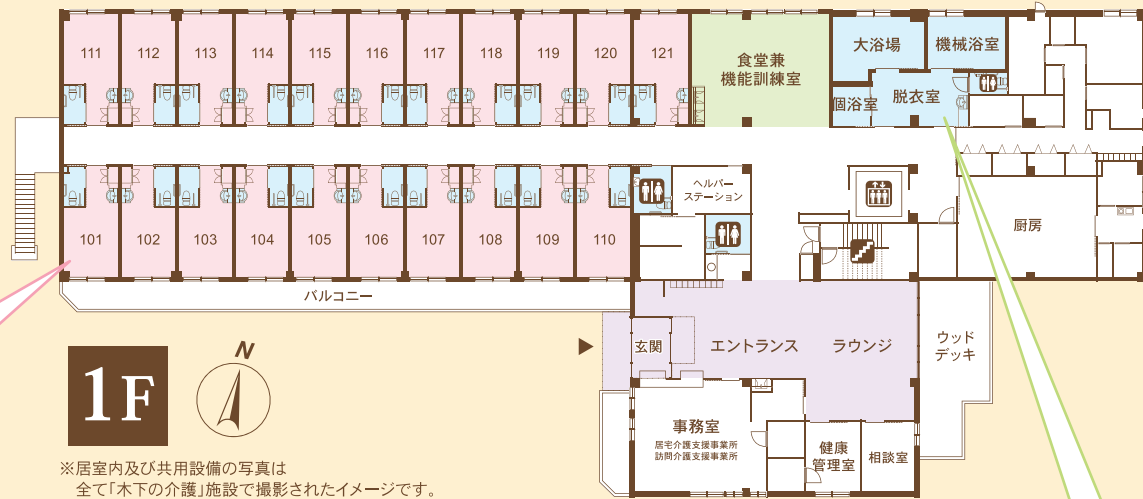 111
112
113
114
115
116
117
118
119
120
121
食堂兼
機能訓練室
大浴場
機械浴室
個浴室
脱衣室
101
102
103
104
105
106
107
108
109
110
ヘルパー
ステーション
厨房
バルコニー
玄関
エントランス
ラウンジ
ウッド
デッキ
事務室
居宅介護支援事業所
訪問介護支援事業所
健康
管理室
相談室
1F
N
※居室内及び共用設備の写真は
全て「木下の介護」施設で撮影されたイメージです。